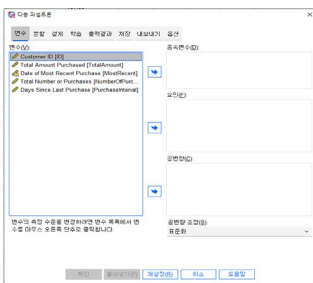 다층 퍼셉트론
변수 분할 설계 학습 출력결과 저장 내보내기 옵션
변수(V):
Customer ID [ID]
Total Amount Purchased [TotalAmount]
Date of Most Recent Purchase [MostRecent]
Total Number or Purchases [NumberOfPurc...
Days Since Last Purchase [PurchaseInterval]
종속변수(D):
요인(F):
공변량(C):
변수의 측정 수준을 변경하려면 변수 목록에서 변
수를 마우스 오른쪽 단추로 클릭합니다.
공변량 조정(S):
표준화
확인 붙여넣기(P) 재설정(R) 취소 도움말